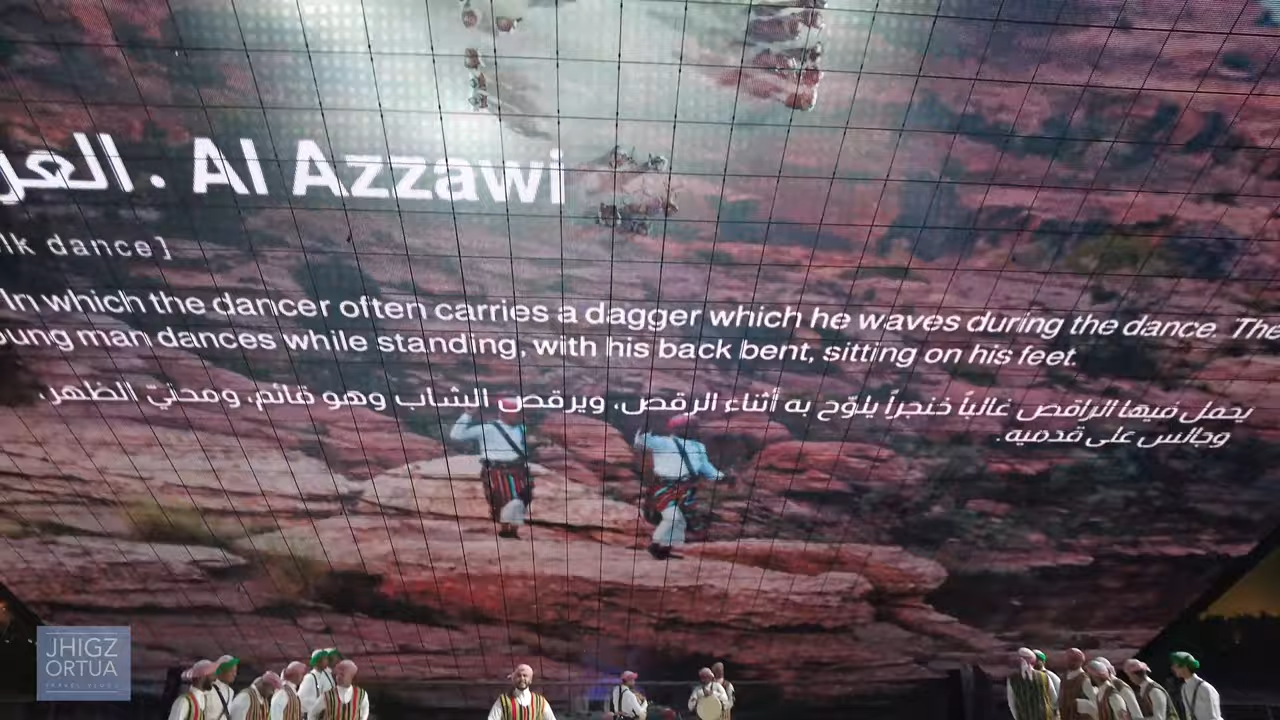 Al Azzawi .
dance]
In which the dancer often carries a dagger which he waves during the dance. The
man dances while standing, with his back bent, sitting on his feet.
يحمل فيها الراقص غالباً خنجراً يلوّح به أثناء الرقص، ويرقص الشاب وهو قائم، ومحنيّ الظهر،
وجالس على قدميه.
JHIGZ
ORTUA